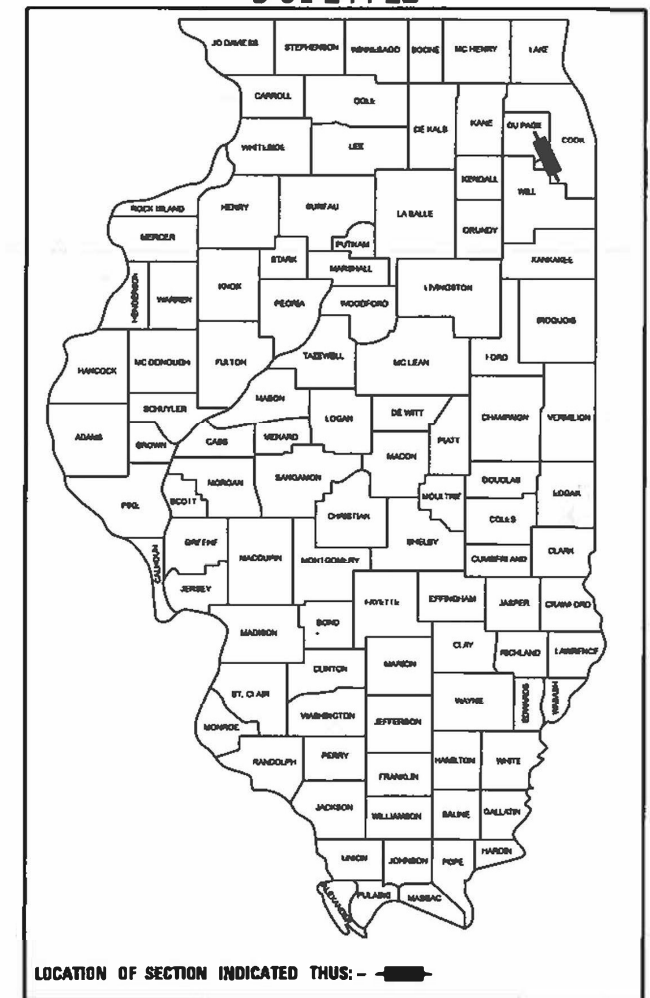 JO DAVIESS STEPHENSON WINNEBAGO BOONE MC HENRY LAKE
CARROLL OGLE DE KALB KANE DU PAGE COOK
WHITESIDE LEE KENDALL WILL
ROCK ISLAND HENRY BUREAU LA SALLE GRUNDY
MERCER STARK PUTNAM MARSHALL KANKAKEE
HENDERSON WARREN KNOX PEORIA WOODFORD LIVINGSTON IROQUOIS
HANCOCK MC DONOUGH FULTON TAZEWELL MC LEAN FORD
SCHUYLER MASON LOGAN DE WITT CHAMPAIGN VERMILION
ADAMS BROWN CASS MENARD MACON PIATT
PIKE SCOTT MORGAN SANGAMON CHRISTIAN MOULTRIE DOUGLAS EDGAR
COLES
CALHOUN GREENE MACOUPIN MONTGOMERY SHELBY CUMBERLAND CLARK
JERSEY FAYETTE EFFINGHAM JASPER CRAWFORD
MADISON BOND CLAY RICHLAND LAWRENCE
CLINTON MARION
ST. CLAIR WASHINGTON JEFFERSON WAYNE EDWARDS WABASH
MONROE
RANDOLPH PERRY FRANKLIN HAMILTON WHITE
JACKSON WILLIAMSON SALINE GALLATIN
UNION JOHNSON POPE HARDIN
ALEXANDER PULASKI MASSAC
LOCATION OF SECTION INDICATED THUS: -